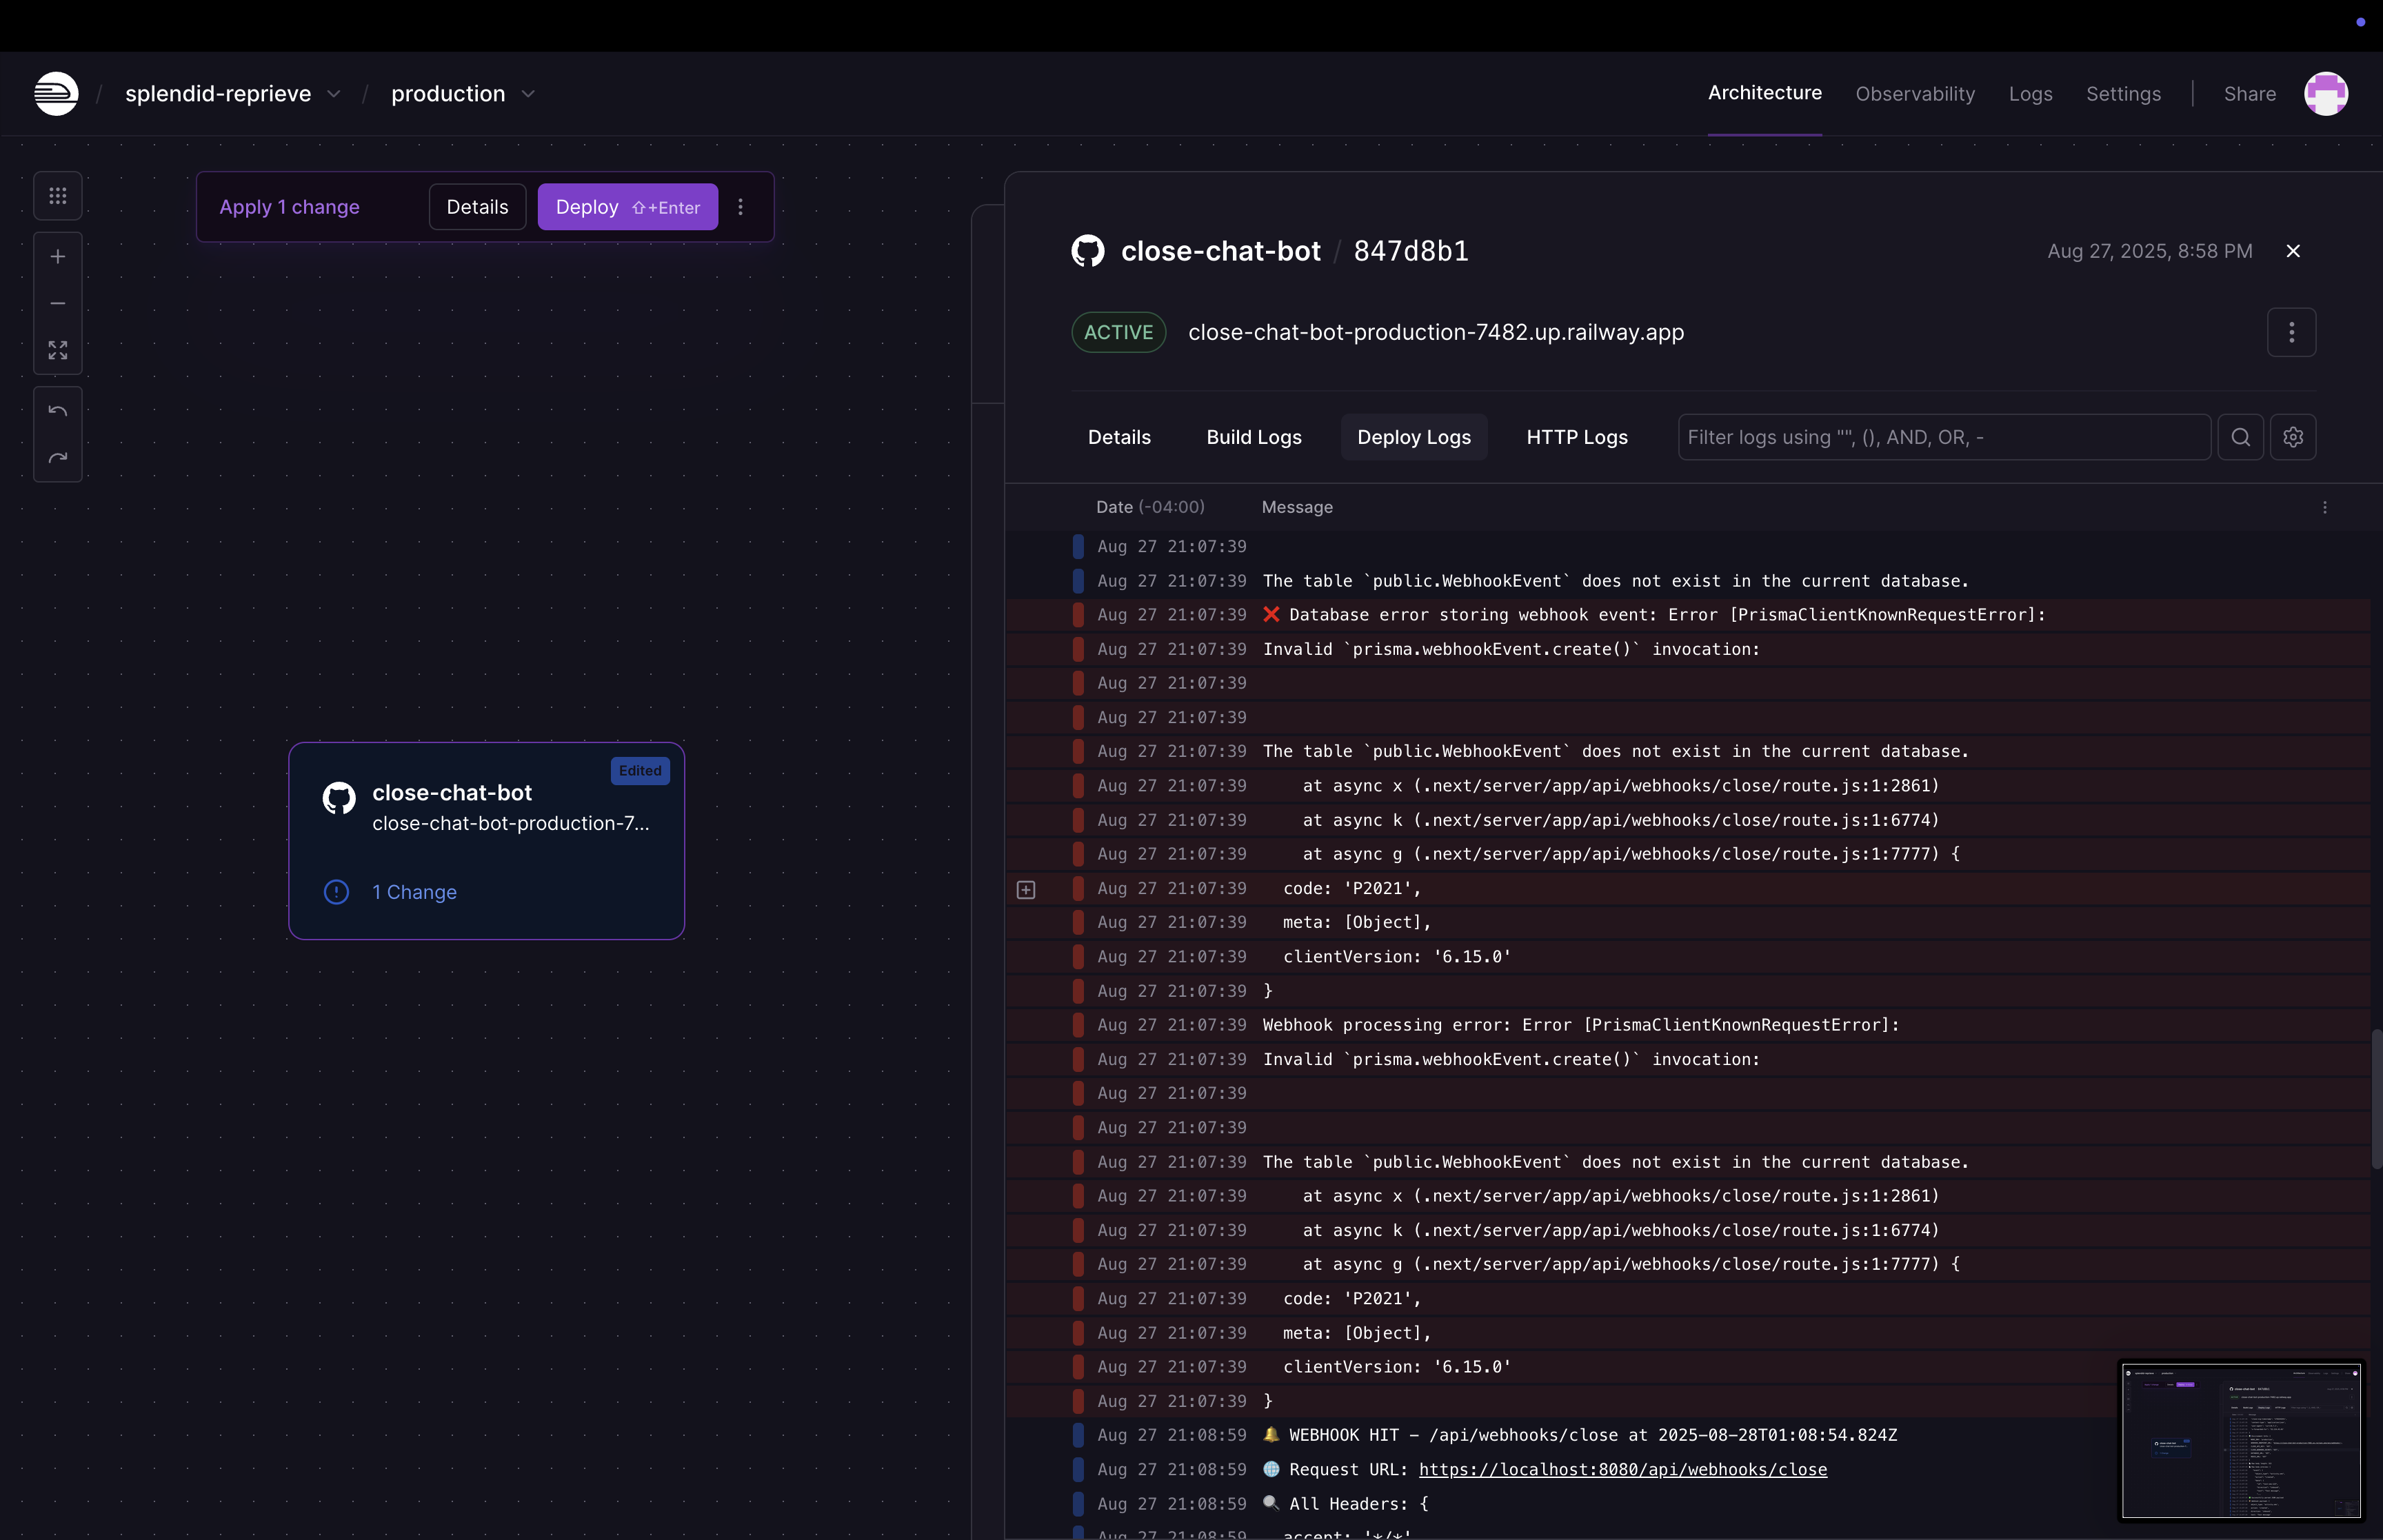 splendid-reprieve
production
Architecture
Observability
Logs
Settings
Share
Apply 1 change
Details
Deploy ⇧+Enter
close-chat-bot / 847d8b1
Aug 27, 2025, 8:58 PM
ACTIVE
close-chat-bot-production-7482.up.railway.app
Details
Build Logs
Deploy Logs
HTTP Logs
Filter logs using "", (), AND, OR, -
Date (-04:00) Message
Aug 27 21:07:39
Aug 27 21:07:39 The table `public.WebhookEvent` does not exist in the current database.
Aug 27 21:07:39 ❌ Database error storing webhook event: Error [PrismaClientKnownRequestError]:
Aug 27 21:07:39 Invalid `prisma.webhookEvent.create()` invocation:
Aug 27 21:07:39
Aug 27 21:07:39
Aug 27 21:07:39 The table `public.WebhookEvent` does not exist in the current database.
Aug 27 21:07:39 at async x (.next/server/app/api/webhooks/close/route.js:1:2861)
Aug 27 21:07:39 at async k (.next/server/app/api/webhooks/close/route.js:1:6774)
Aug 27 21:07:39 at async g (.next/server/app/api/webhooks/close/route.js:1:7777) {
Aug 27 21:07:39 code: 'P2021',
Aug 27 21:07:39 meta: [Object],
Aug 27 21:07:39 clientVersion: '6.15.0'
Aug 27 21:07:39 }
Aug 27 21:07:39 Webhook processing error: Error [PrismaClientKnownRequestError]:
Aug 27 21:07:39 Invalid `prisma.webhookEvent.create()` invocation:
Aug 27 21:07:39
Aug 27 21:07:39
Aug 27 21:07:39 The table `public.WebhookEvent` does not exist in the current database.
Aug 27 21:07:39 at async x (.next/server/app/api/webhooks/close/route.js:1:2861)
Aug 27 21:07:39 at async k (.next/server/app/api/webhooks/close/route.js:1:6774)
Aug 27 21:07:39 at async g (.next/server/app/api/webhooks/close/route.js:1:7777) {
Aug 27 21:07:39 code: 'P2021',
Aug 27 21:07:39 meta: [Object],
Aug 27 21:07:39 clientVersion: '6.15.0'
Aug 27 21:07:39 }
Aug 27 21:08:59 🔔 WEBHOOK HIT - /api/webhooks/close at 2025-08-28T01:08:54.824Z
Aug 27 21:08:59 🌐 Request URL: https://localhost:8080/api/webhooks/close
Aug 27 21:08:59 🔍 All Headers: {
Aug 27 21:08:59 accept: '*/*'
Edited
close-chat-bot
close-chat-bot-production-7...
1 Change